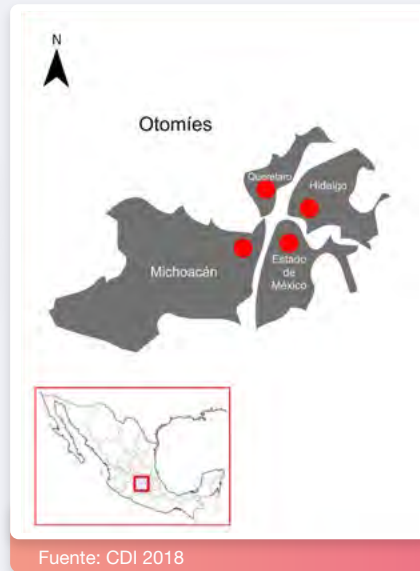 N
Otomíes
Querétaro
Hidalgo
Michoacán
Estado
de
México
Fuente: CDI 2018